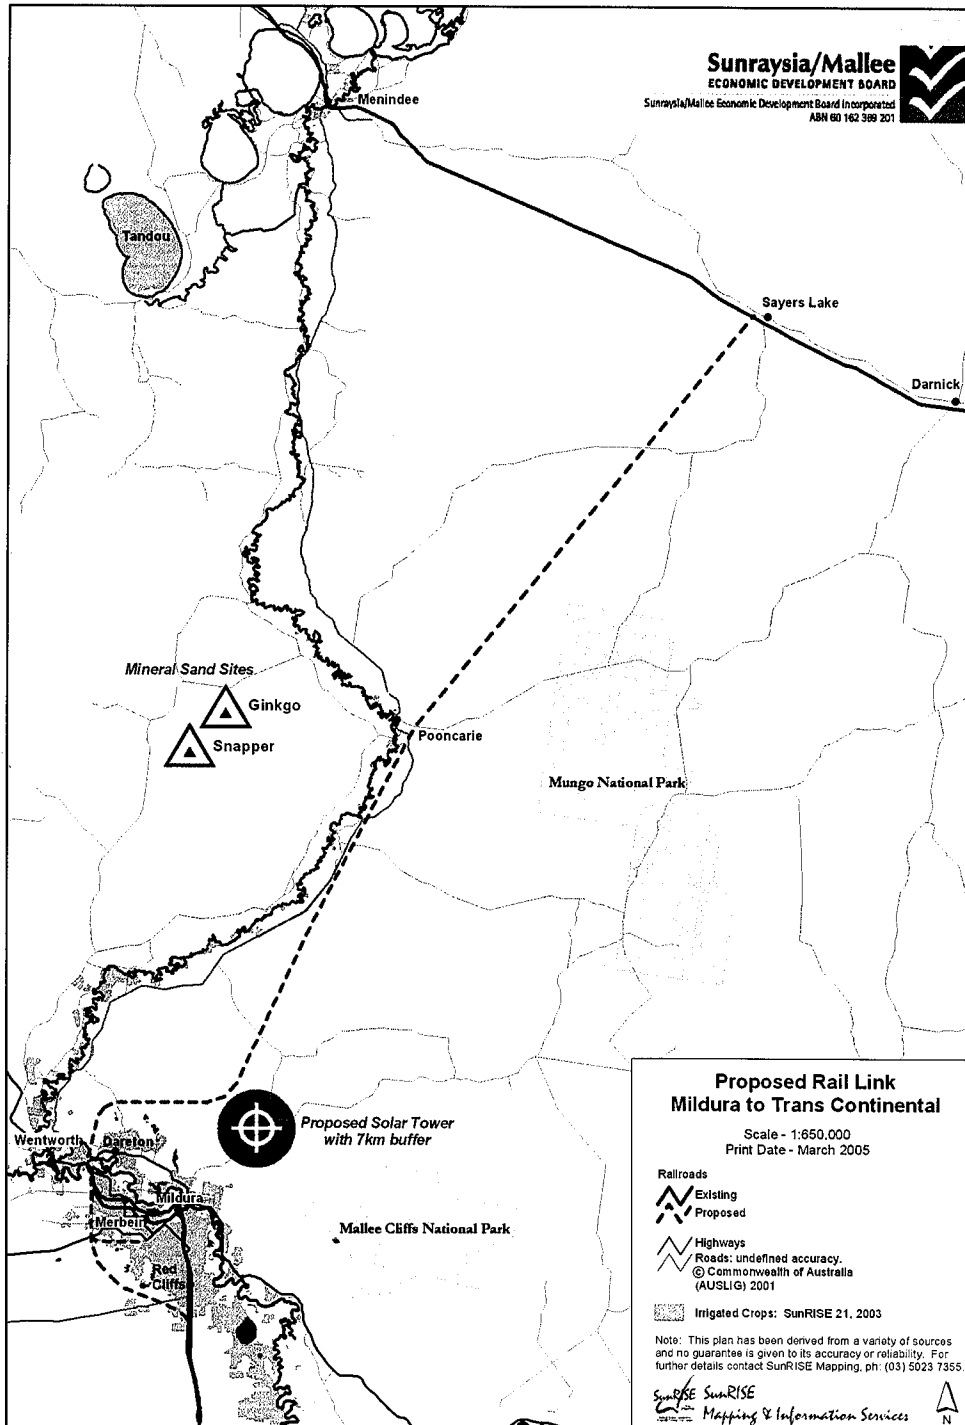 Sunraysia/Mallee
ECONOMIC DEVELOPMENT BOARD
Sunraysia/Mallee Economic Development Board Incorporated
ABN 60 162 389 201
Menindee
Tandou
Sayers Lake
Darnick
Mineral Sand Sites
Ginkgo
Snapper
Pooncarie
Mungo National Park
Proposed Solar Tower
with 7km buffer
Wentworth
Dareton
Mildura
Merbein
Mallee Cliffs National Park
Red
Cliffs
Proposed Rail Link
Mildura to Trans Continental
Scale - 1:650,000
Print Date - March 2005
Railroads
Existing
Proposed
Highways
Roads: undefined accuracy.
© Commonwealth of Australia
(AUSLIG) 2001
Irrigated Crops: SunRISE 21, 2003
Note: This plan has been derived from a variety of sources
and no guarantee is given to its accuracy or reliability. For
further details contact SunRISE Mapping, ph: (03) 5023 7355.
SunRISE SunRISE
Mapping & Information Services
N